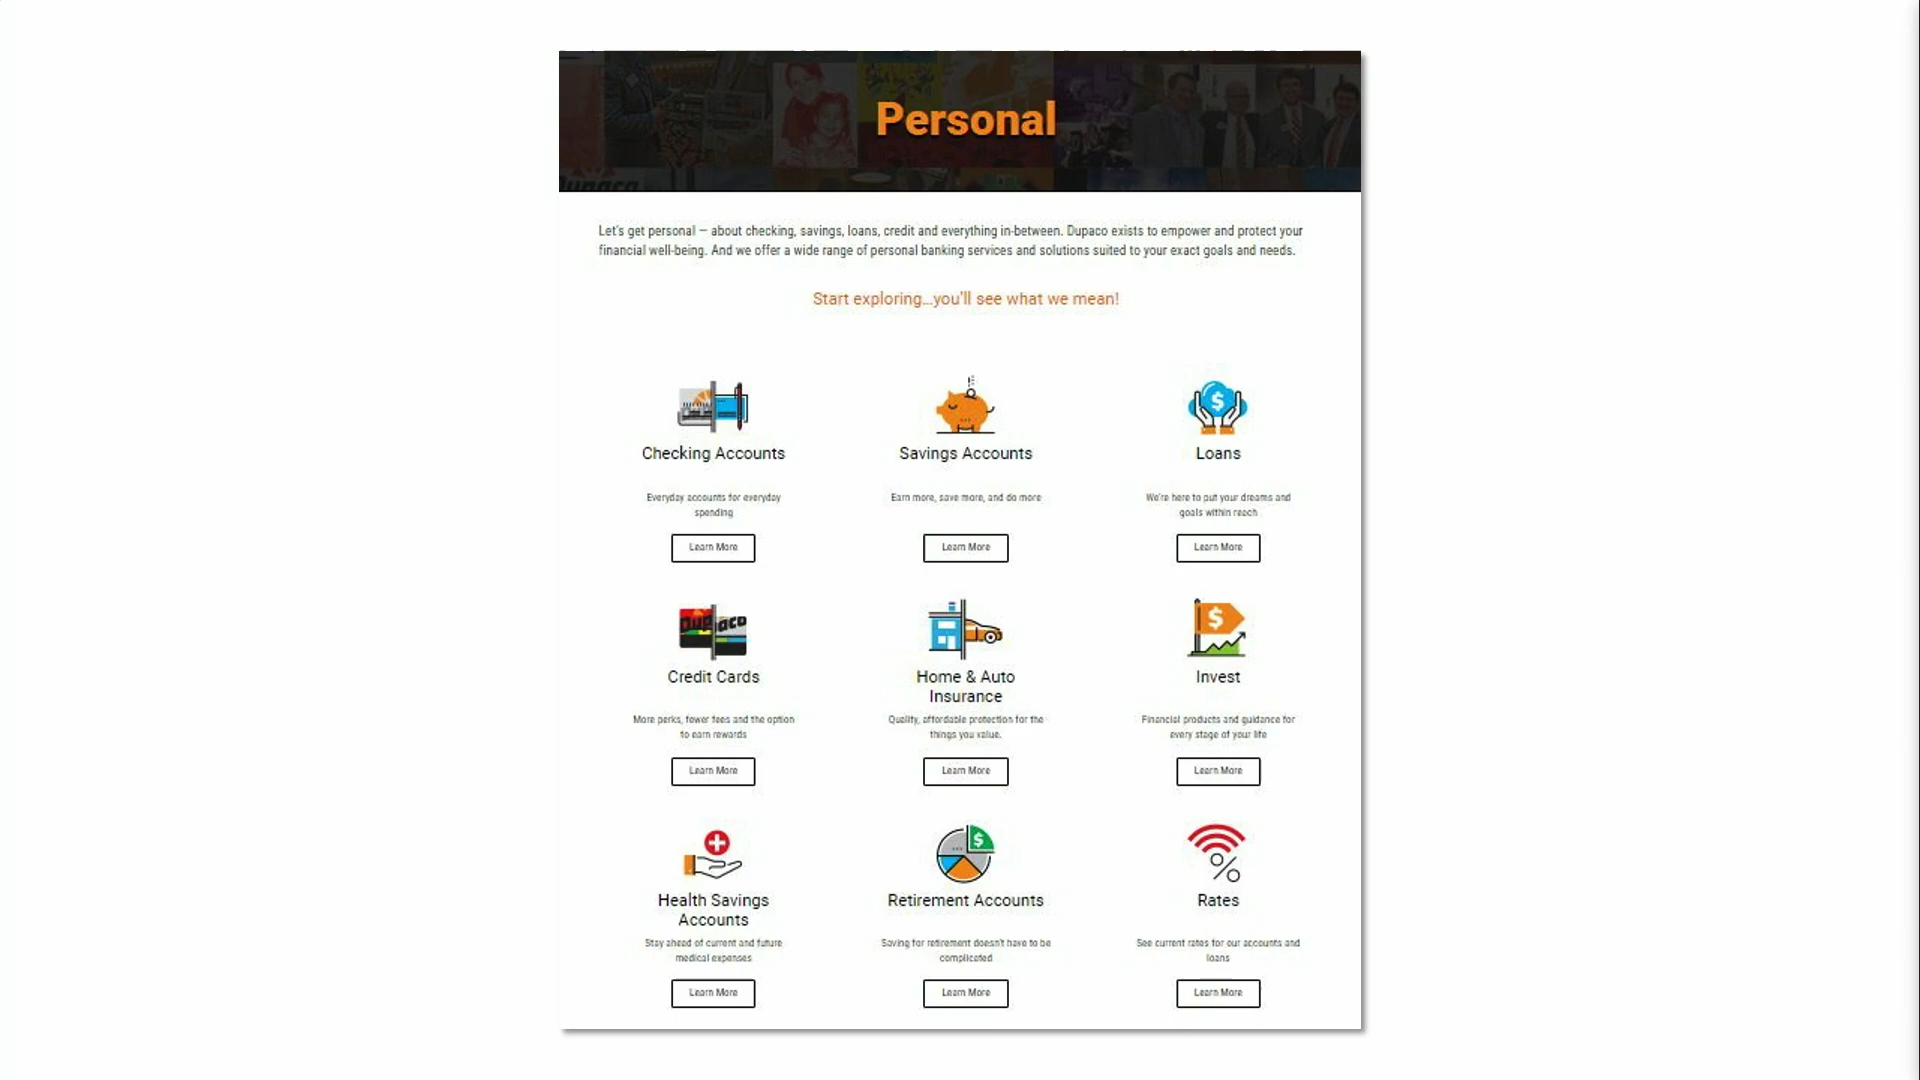 Personal
Let's get personal – about checking, savings, loans, credit and everything in-between. Dupaco exists to empower and protect your
financial well-being. And we offer a wide range of personal banking services and solutions suited to your exact goals and needs.
Start exploring...you'll see what we mean!
Checking Accounts
Everyday accounts for everyday
spending
Learn More
Savings Accounts
Earn more, save more, and do more
Learn More
Loans
We're here to put your dreams and
goals within reach
Learn More
Dupaco
Credit Cards
More perks, fewer fees and the option
to earn rewards
Learn More
Home & Auto
Insurance
Quality, affordable protection for the
things you value.
Learn More
Invest
Financial products and guidance for
every stage of your life
Learn More
Health Savings
Accounts
Stay ahead of current and future
medical expenses
Learn More
Retirement Accounts
Saving for retirement doesn't have to be
complicated
Learn More
Rates
See current rates for our accounts and
loans
Learn More